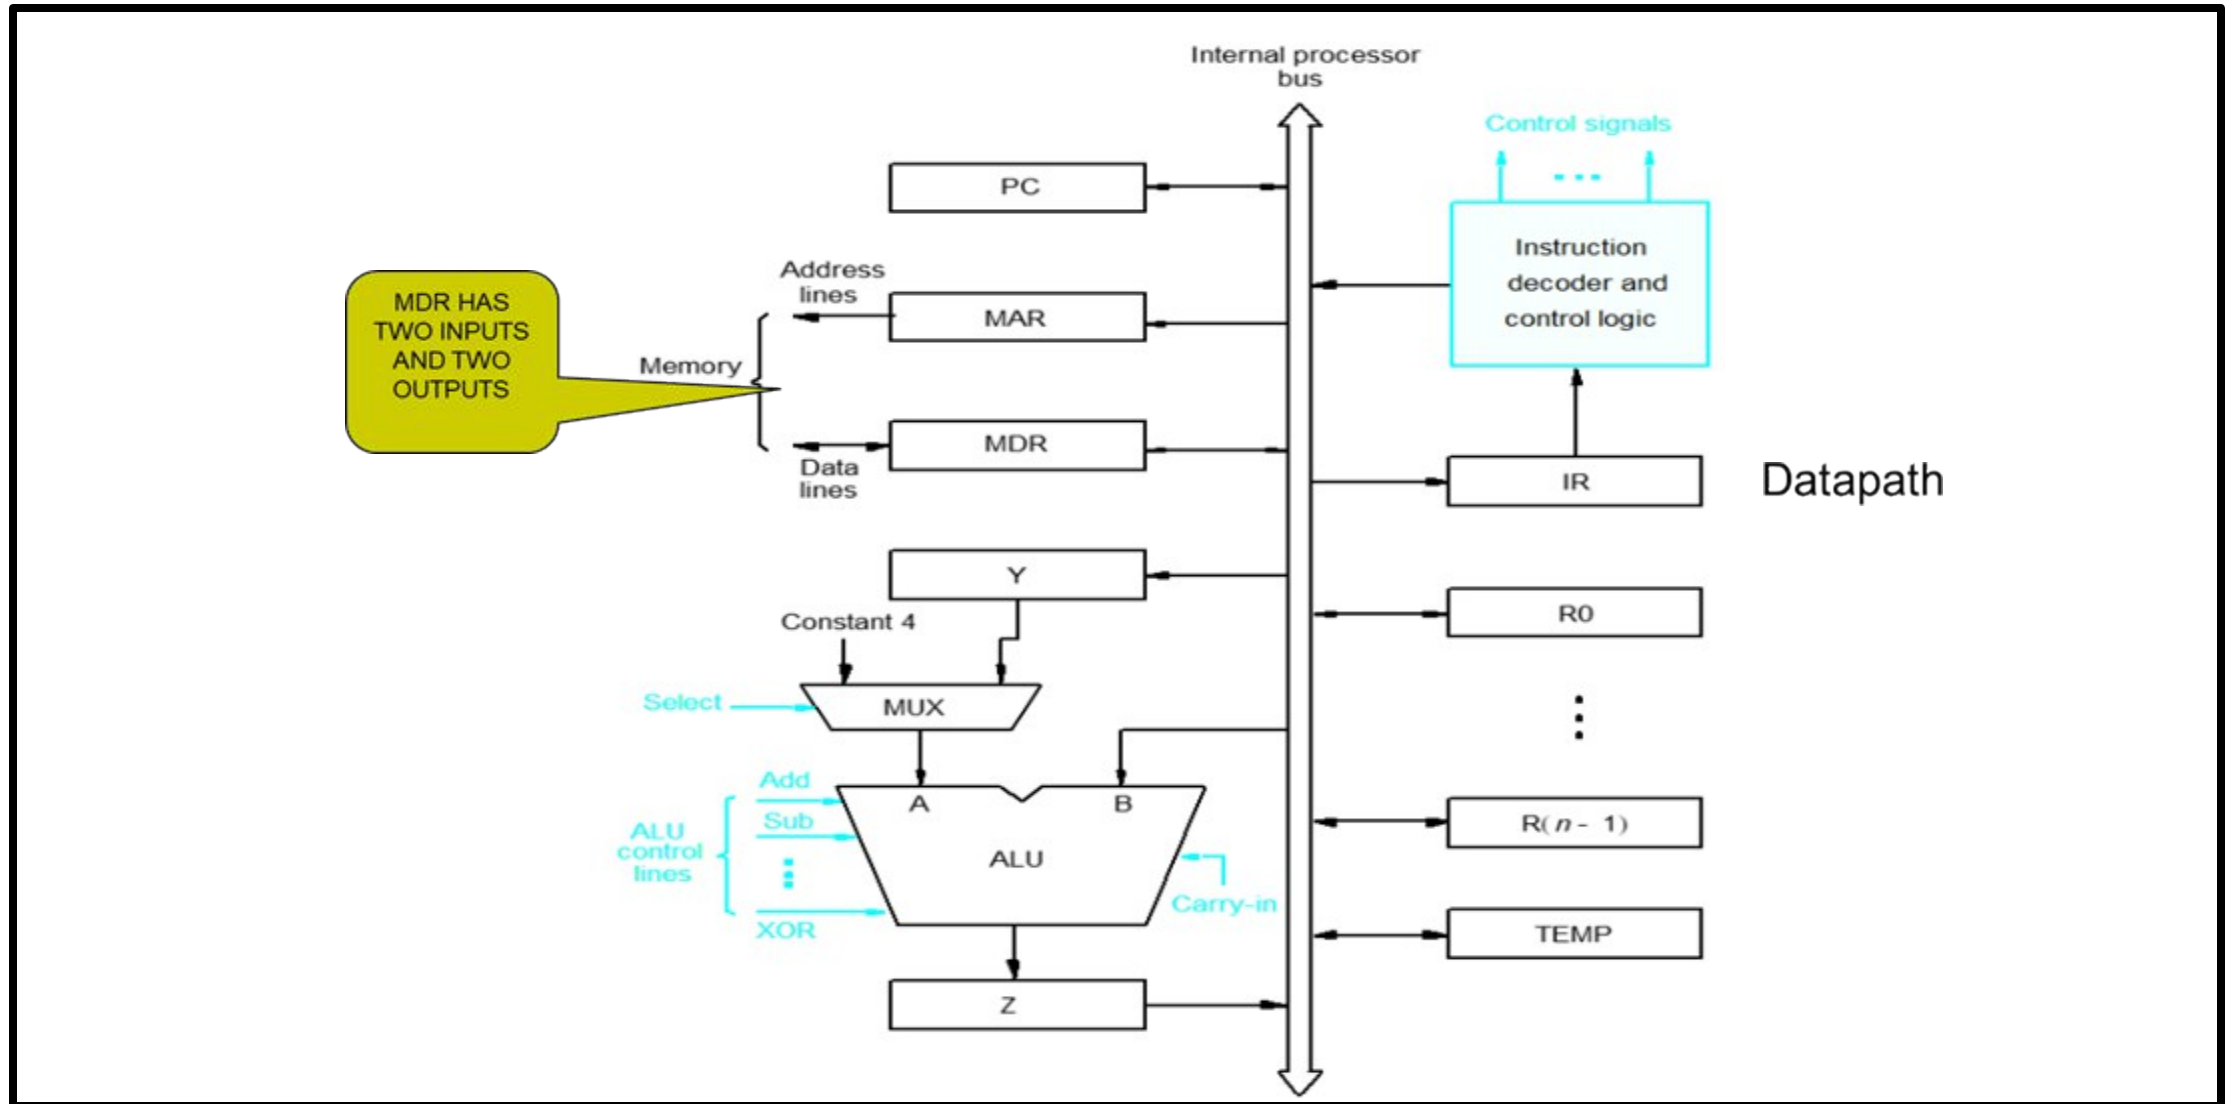 Internal processor
bus
Control signals
PC
Instruction
decoder and
control logic
Address
lines
MAR
MDR HAS
TWO INPUTS
AND TWO
OUTPUTS
Memory
MDR
Data
lines
IR
Datapath
Y
Constant 4
R0
Select
MUX
Add
A
B
Sub
R(n - 1)
ALU
control
lines
ALU
Carry-in
XOR
TEMP
Z